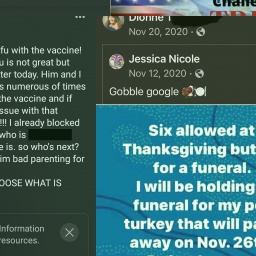 fu with the vaccine!
u is not great but
ter today. Him and I
s numerous of times
the vaccine and if
ssue with that
!!! I already blocked
who is
e is. so who's next?
im bad parenting for
OOSE WHAT IS
Information
resources.
Dionne
Nov 20, 2020
Jessica Nicole
Nov 12, 2020
Gobble google
Six allowed at
Thanksgiving but
for a funeral.
I will be holding
funeral for my pe
turkey that will pa
away on Nov. 26t